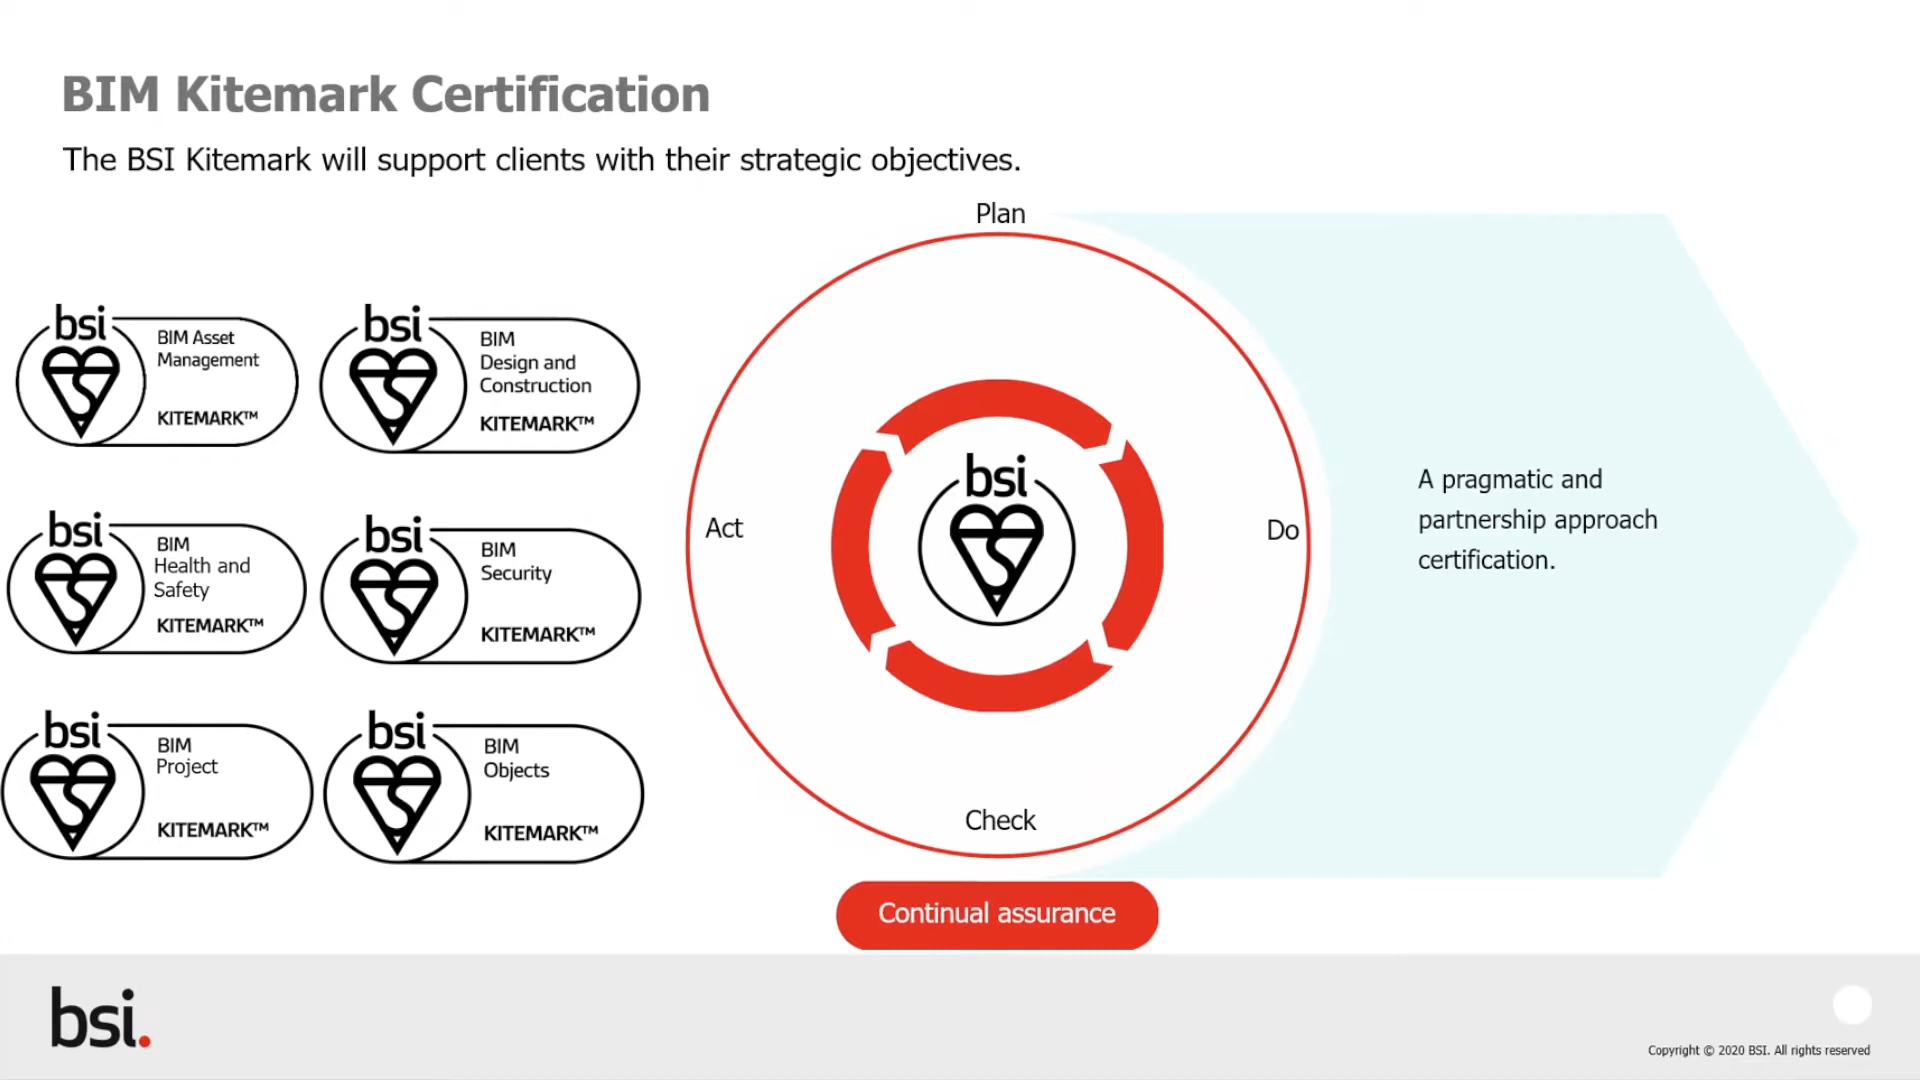 BIM Kitemark Certification
The BSI Kitemark will support clients with their strategic objectives.
bsi
BIM Asset
Management
KITEMARK™
bsi
BIM
Design and
Construction
KITEMARK™
bsi
BIM
Health and
Safety
KITEMARK™
bsi
BIM
Security
KITEMARK™
bsi
BIM
Project
KITEMARK™
bsi
BIM
Objects
KITEMARK™
Plan
Act
bsi
Do
Check
Continual assurance
A pragmatic and
partnership approach
certification.
bsi.
Copyright © 2020 BSI. All rights reserved